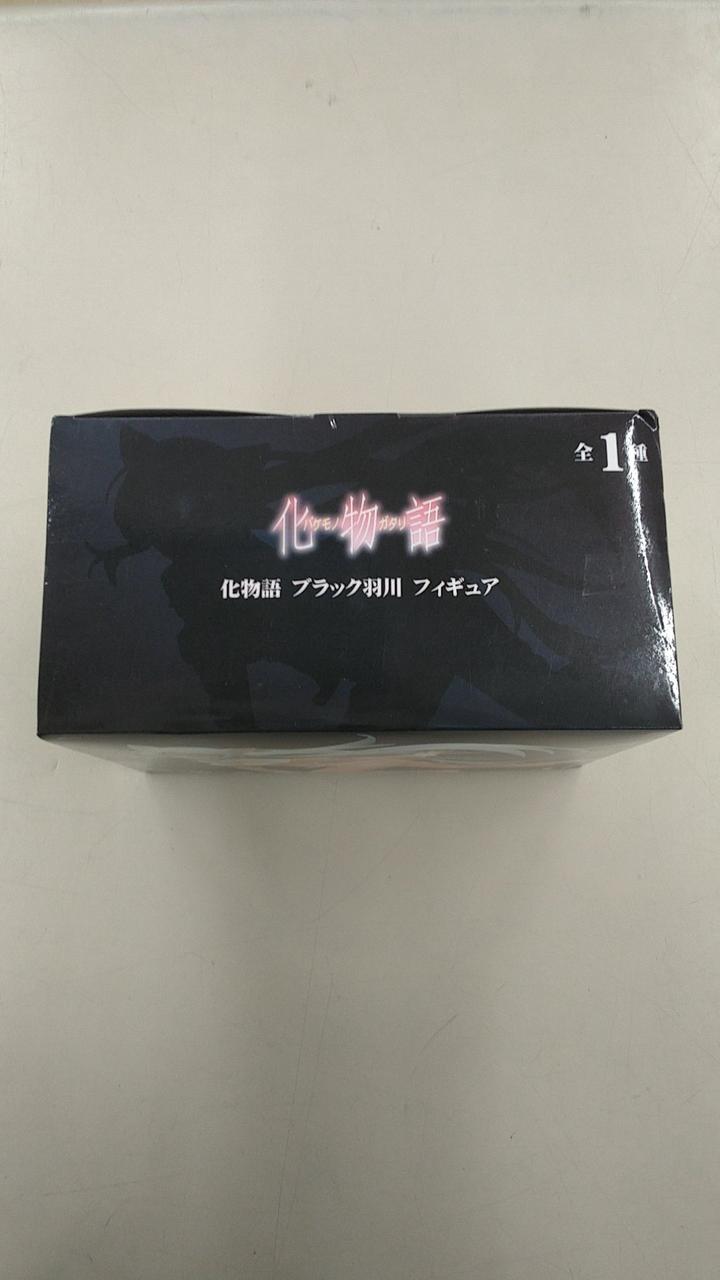 全1種
化物語
バケモノガタリ
化物語 ブラック羽川 フィギュア